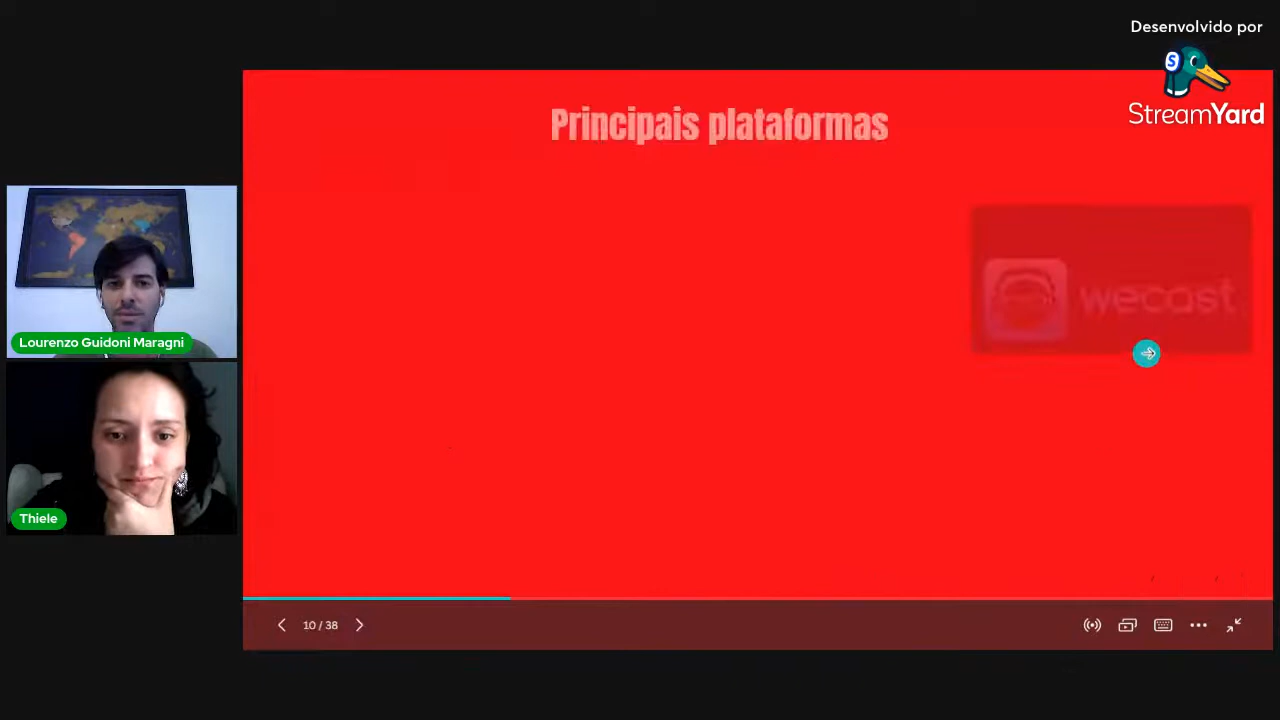 Desenvolvido por
S
StreamYard
Principais plataformas
wecast
Lourenzo Guidoni Maragni
Thiele
10 / 38